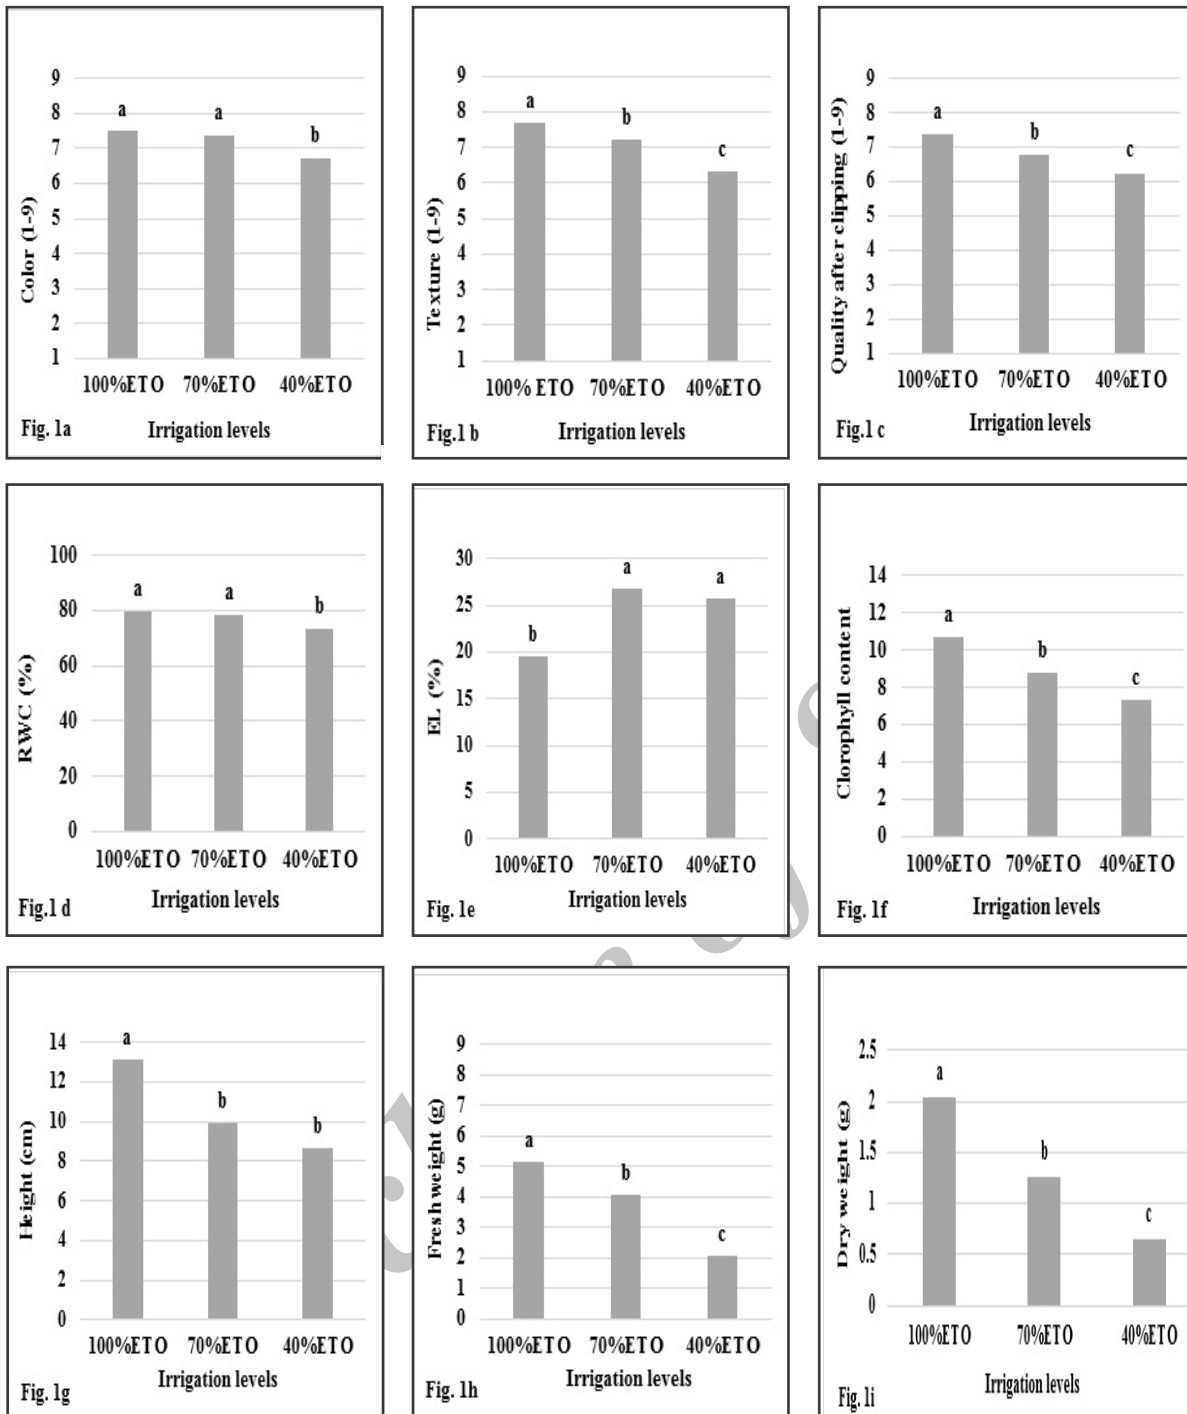 9
8
7
6
5
4
3
2
1
Color (1-9)
a
a
b
100%ETO 70%ETO 40%ETO
Irrigation levels
Fig. 1a
9
8
7
6
5
4
3
2
1
Texture (1-9)
a
b
c
100% ETO 70%ETO 40%ETO
Irrigation levels
Fig.1 b
9
8
7
6
5
4
3
2
1
Quality after clipping (1-9)
a
b
c
100%ETO 70%ETO 40%ETO
Irrigation levels
Fig.1 c
100
80
60
40
20
0
RWC (%)
a
a
b
100%ETO 70%ETO 40%ETO
Irrigation levels
Fig.1 d
30
25
20
15
10
5
0
EL (%)
b
a
a
100%ETO 70%ETO 40%ETO
Irrigation levels
Fig. 1e
14
12
10
8
6
4
2
0
Clorophyll content
a
b
c
100%ETO 70%ETO 40%ETO
Irrigation levels
Fig. 1f
14
12
10
8
6
4
2
0
Height (cm)
a
b
b
100%ETO 70%ETO 40%ETO
Irrigation levels
Fig. 1g
9
8
7
6
5
4
3
2
1
0
Fresh weight (g)
a
b
c
100%ETO 70%ETO 40%ETO
Irrigation levels
Fig. 1h
2.5
2
1.5
1
0.5
0
Dry weight (g)
a
b
c
100%ETO 70%ETO 40%ETO
Irrigation levels
Fig. 1i